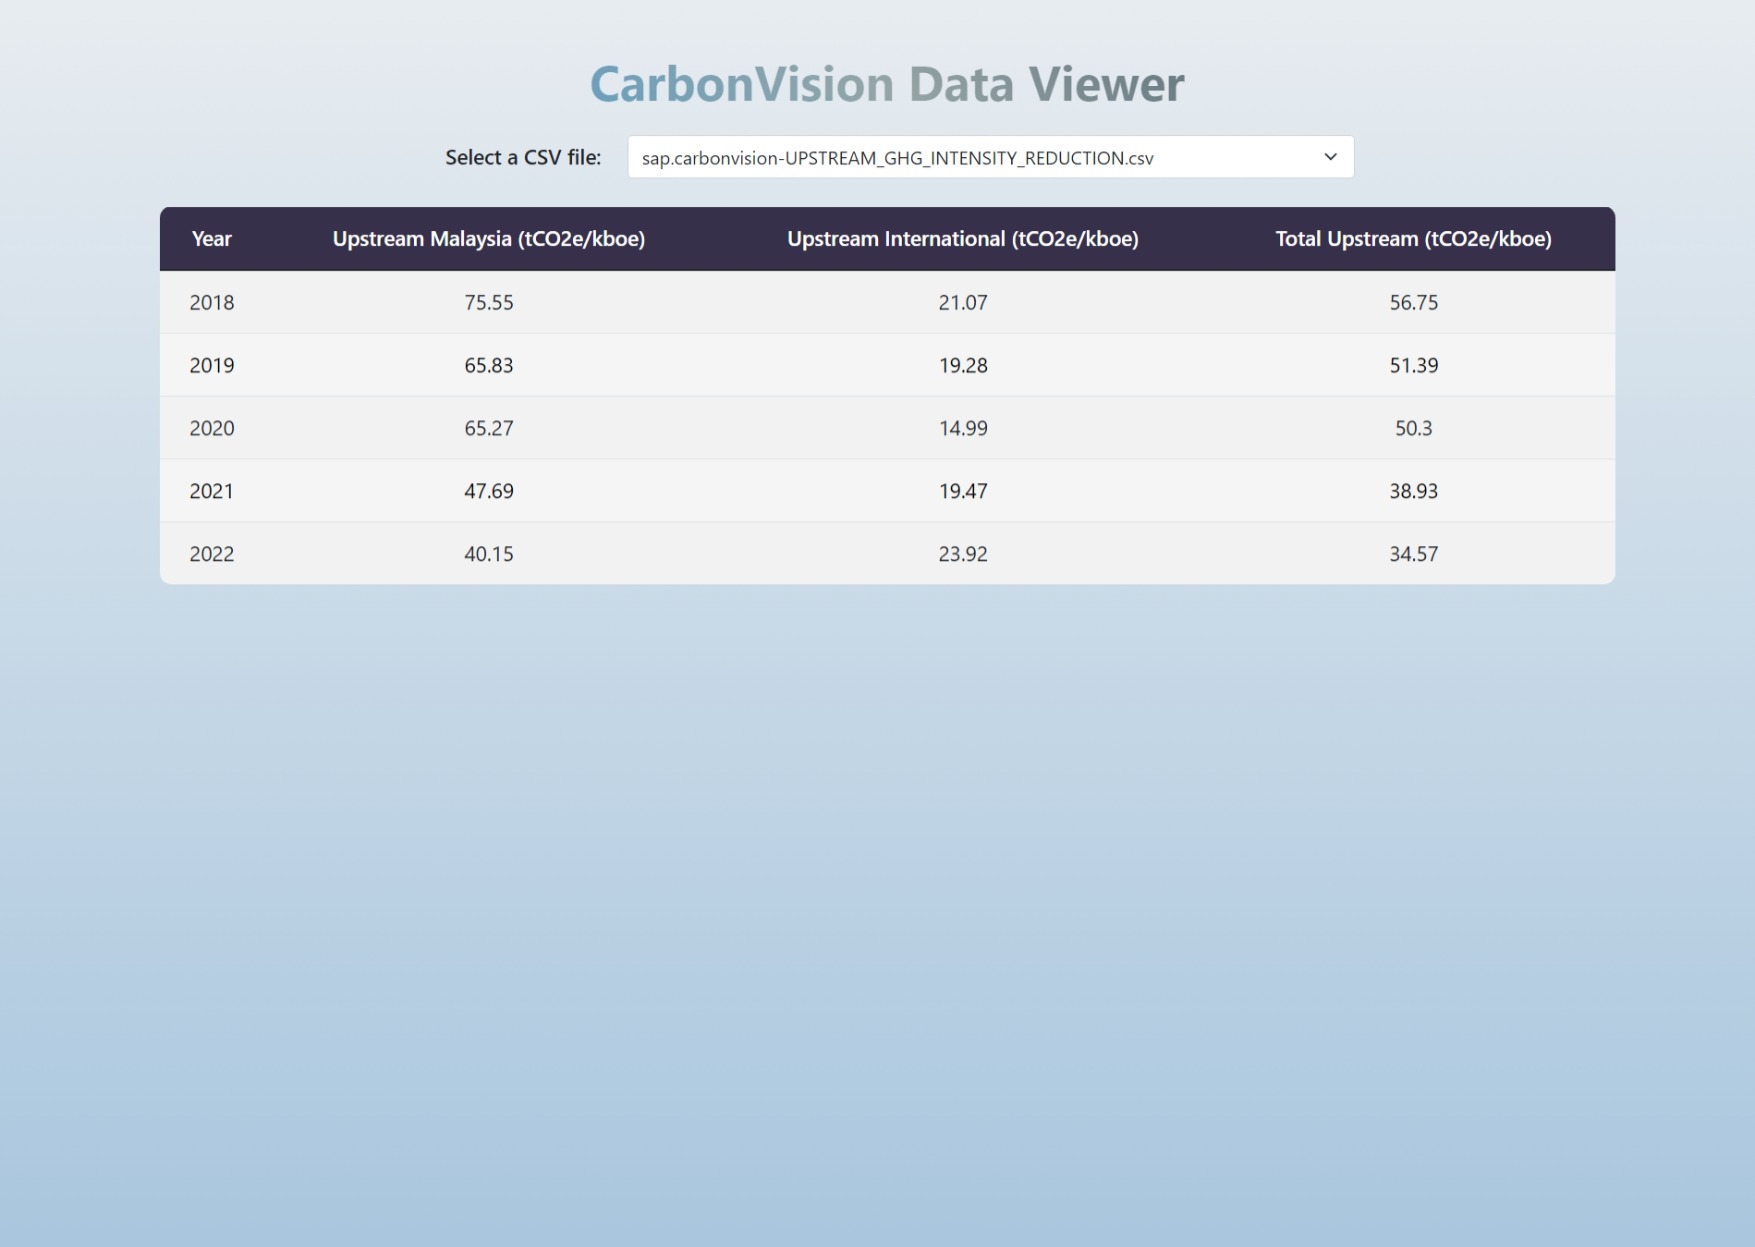 CarbonVision Data Viewer
Select a CSV file: sap.carbonvision-UPSTREAM_GHG_INTENSITY_REDUCTION.csv
Year Upstream Malaysia (tCO2e/kboe) Upstream International (tCO2e/kboe) Total Upstream (tCO2e/kboe)
2018 75.55 21.07 56.75
2019 65.83 19.28 51.39
2020 65.27 14.99 50.3
2021 47.69 19.47 38.93
2022 40.15 23.92 34.57